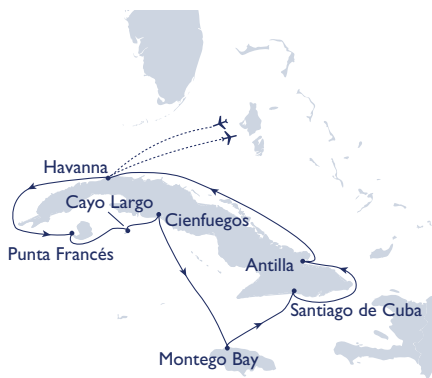 Havanna
Cayo Largo
Cienfuegos
Punta Francés
Antilla
Santiago de Cuba
Montego Bay